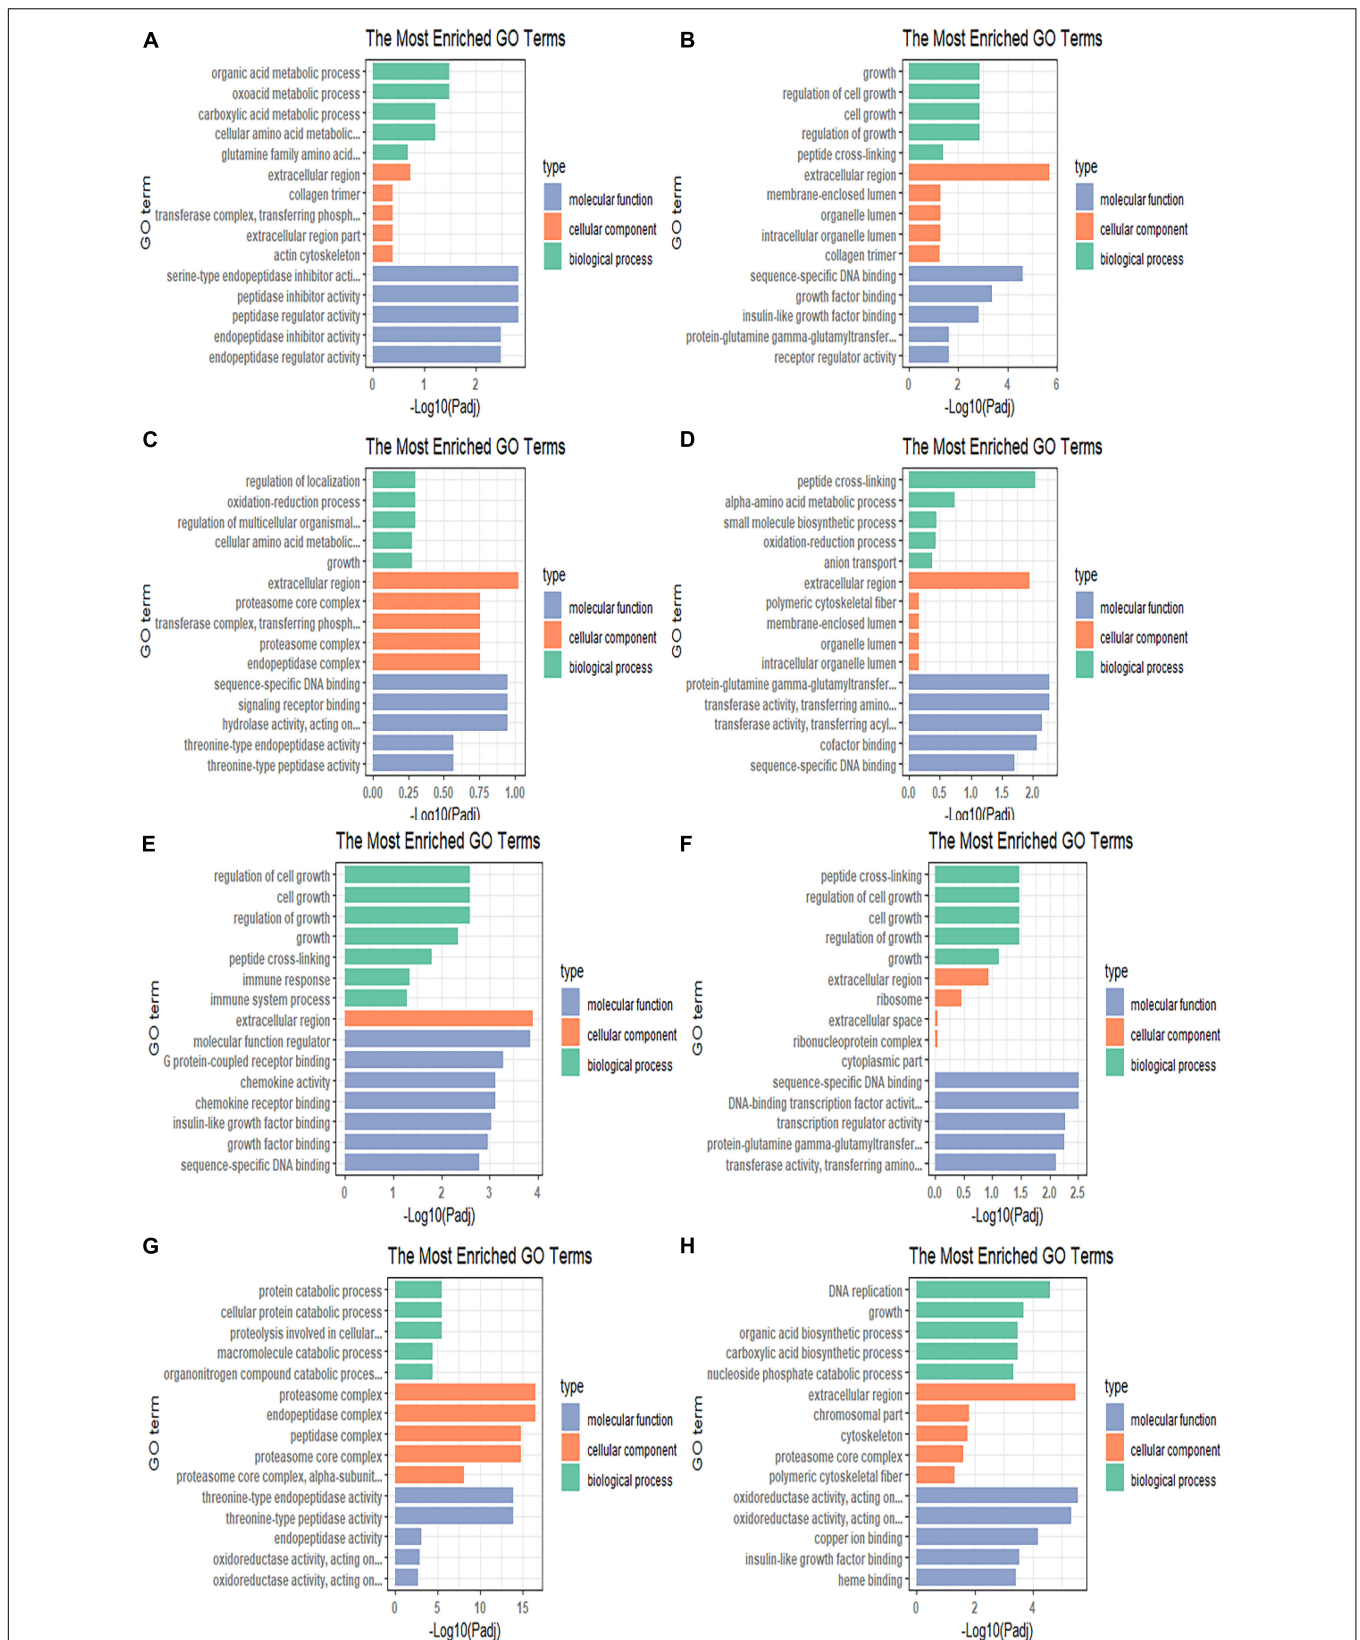 A
The Most Enriched GO Terms
GO term
organic acid metabolic process
oxoacid metabolic process
carboxylic acid metabolic process
cellular amino acid metabolic...
glutamine family amino acid...
extracellular region
collagen trimer
transferase complex, transferring phosph...
extracellular region part
actin cytoskeleton
serine-type endopeptidase inhibitor acti...
peptidase inhibitor activity
peptidase regulator activity
endopeptidase inhibitor activity
endopeptidase regulator activity
0 1 2
-Log10(Padj)
type
molecular function
cellular component
biological process
B
The Most Enriched GO Terms
GO term
growth
regulation of cell growth
cell growth
regulation of growth
peptide cross-linking
extracellular region
membrane-enclosed lumen
organelle lumen
intracellular organelle lumen
collagen trimer
sequence-specific DNA binding
growth factor binding
insulin-like growth factor binding
protein-glutamine gamma-glutamyltransfer...
receptor regulator activity
0 2 4 6
-Log10(Padj)
type
molecular function
cellular component
biological process
C
The Most Enriched GO Terms
GO term
regulation of localization
oxidation-reduction process
regulation of multicellular organismal...
cellular amino acid metabolic...
growth
extracellular region
proteasome core complex
transferase complex, transferring phosph...
proteasome complex
endopeptidase complex
sequence-specific DNA binding
signaling receptor binding
hydrolase activity, acting on...
threonine-type endopeptidase activity
threonine-type peptidase activity
0.00 0.25 0.50 0.75 1.00
-Log10(Padj)
type
molecular function
cellular component
biological process
D
The Most Enriched GO Terms
GO term
peptide cross-linking
alpha-amino acid metabolic process
small molecule biosynthetic process
oxidation-reduction process
anion transport
extracellular region
polymeric cytoskeletal fiber
membrane-enclosed lumen
organelle lumen
intracellular organelle lumen
protein-glutamine gamma-glutamyltransfer...
transferase activity, transferring amino...
transferase activity, transferring acyl...
cofactor binding
sequence-specific DNA binding
0.0 0.5 1.0 1.5 2.0
-Log10(Padj)
type
molecular function
cellular component
biological process
E
The Most Enriched GO Terms
GO term
regulation of cell growth
cell growth
regulation of growth
growth
peptide cross-linking
immune response
immune system process
extracellular region
molecular function regulator
G protein-coupled receptor binding
chemokine activity
chemokine receptor binding
insulin-like growth factor binding
growth factor binding
sequence-specific DNA binding
0 1 2 3 4
-Log10(Padj)
type
molecular function
cellular component
biological process
F
The Most Enriched GO Terms
GO term
peptide cross-linking
regulation of cell growth
cell growth
regulation of growth
growth
extracellular region
ribosome
extracellular space
ribonucleoprotein complex
cytoplasmic part
sequence-specific DNA binding
DNA-binding transcription factor activit...
transcription regulator activity
protein-glutamine gamma-glutamyltransfer...
transferase activity, transferring amino...
0.0 0.5 1.0 1.5 2.0 2.5
-Log10(Padj)
type
molecular function
cellular component
biological process
G
The Most Enriched GO Terms
GO term
protein catabolic process
cellular protein catabolic process
proteolysis involved in cellular...
macromolecule catabolic process
organonitrogen compound catabolic proces...
proteasome complex
endopeptidase complex
peptidase complex
proteasome core complex
proteasome core complex, alpha-subunit...
threonine-type endopeptidase activity
threonine-type peptidase activity
endopeptidase activity
oxidoreductase activity, acting on...
oxidoreductase activity, acting on...
0 5 10 15
-Log10(Padj)
type
molecular function
cellular component
biological process
H
The Most Enriched GO Terms
GO term
DNA replication
growth
organic acid biosynthetic process
carboxylic acid biosynthetic process
nucleoside phosphate catabolic process
extracellular region
chromosomal part
cytoskeleton
proteasome core complex
polymeric cytoskeletal fiber
oxidoreductase activity, acting on...
oxidoreductase activity, acting on...
copper ion binding
insulin-like growth factor binding
heme binding
0 2 4
-Log10(Padj)
type
molecular function
cellular component
biological process